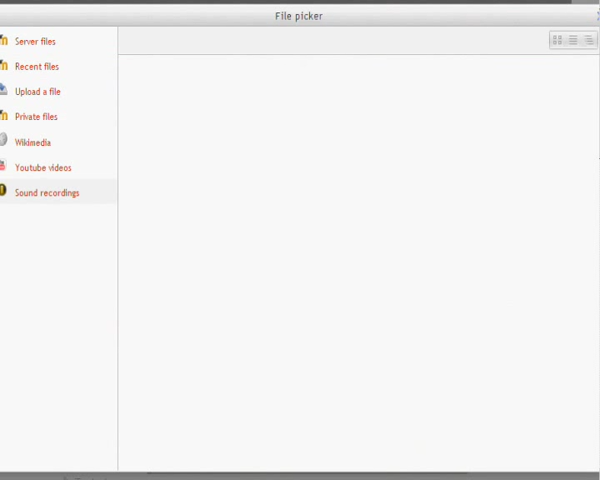 File picker
Server files
Recent files
Upload a file
Private files
Wikimedia
Youtube videos
Sound recordings